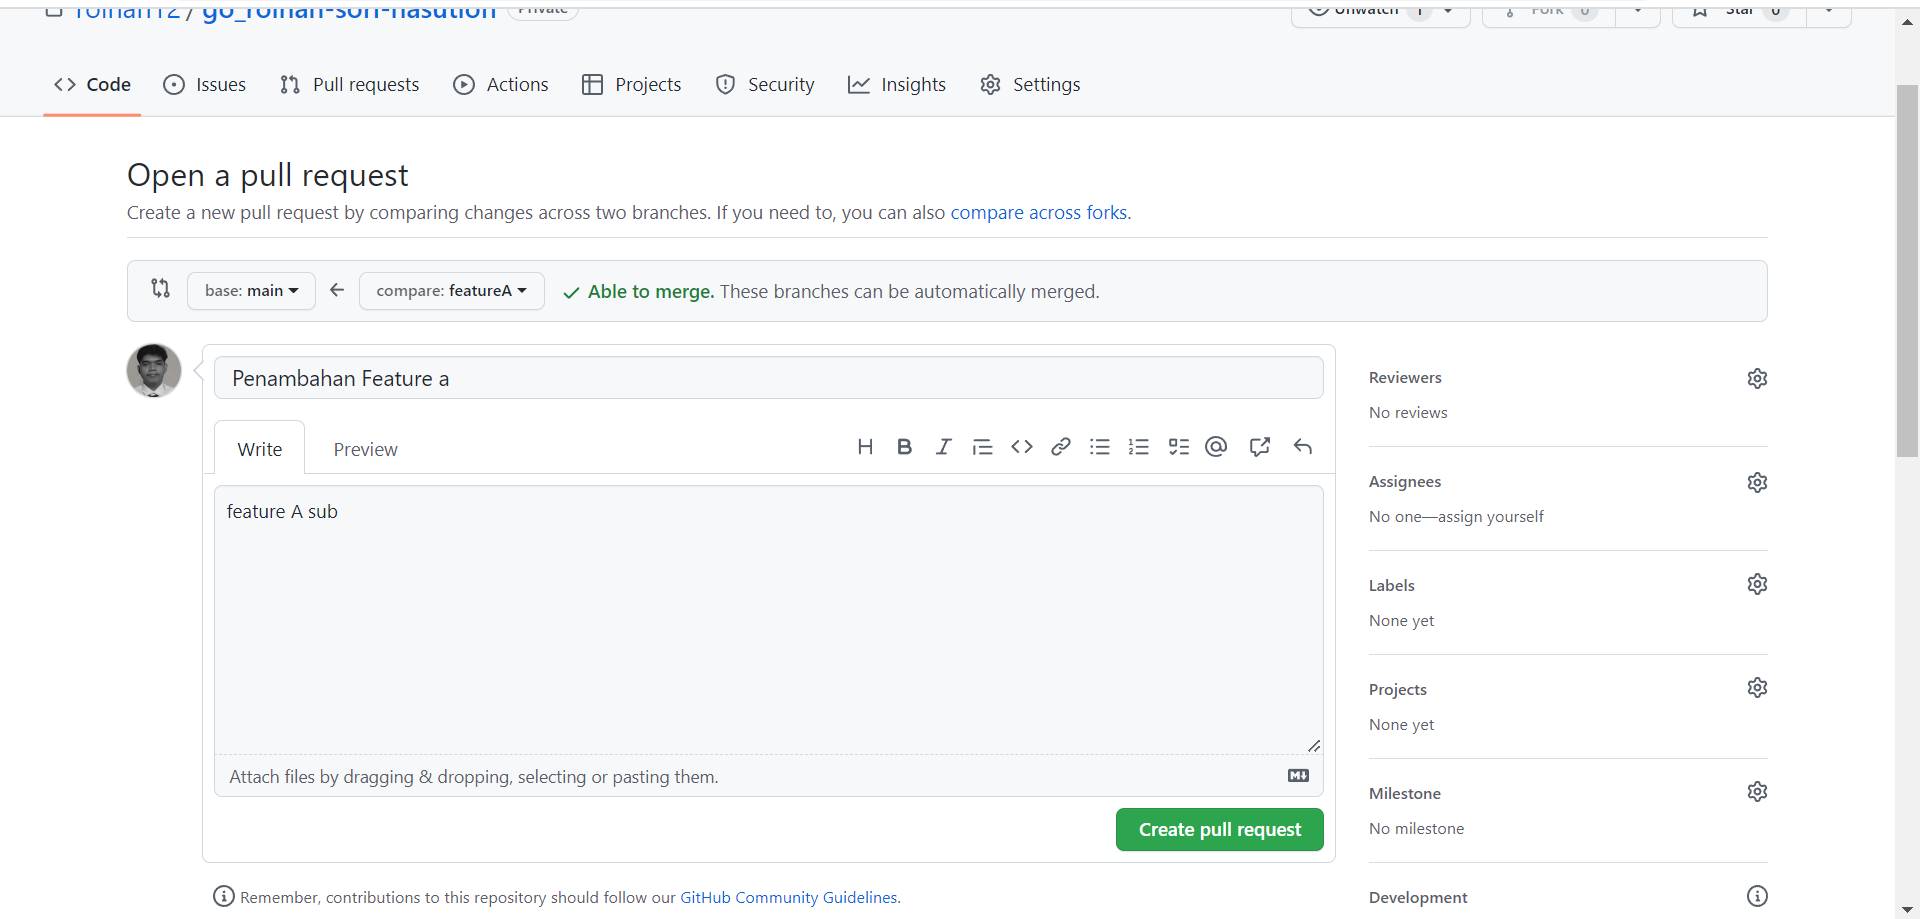 roihan12 / go_roihan-sori-nasution Private
Unwatch 1 Fork 0 Star 0
Code Issues Pull requests Actions Projects Security Insights Settings
Open a pull request
Create a new pull request by comparing changes across two branches. If you need to, you can also compare across forks.
base: main compare: featureA Able to merge. These branches can be automatically merged.
Penambahan Feature a
Write Preview
feature A sub
Attach files by dragging & dropping, selecting or pasting them.
Create pull request
Remember, contributions to this repository should follow our GitHub Community Guidelines.
Reviewers
No reviews
Assignees
No one—assign yourself
Labels
None yet
Projects
None yet
Milestone
No milestone
Development